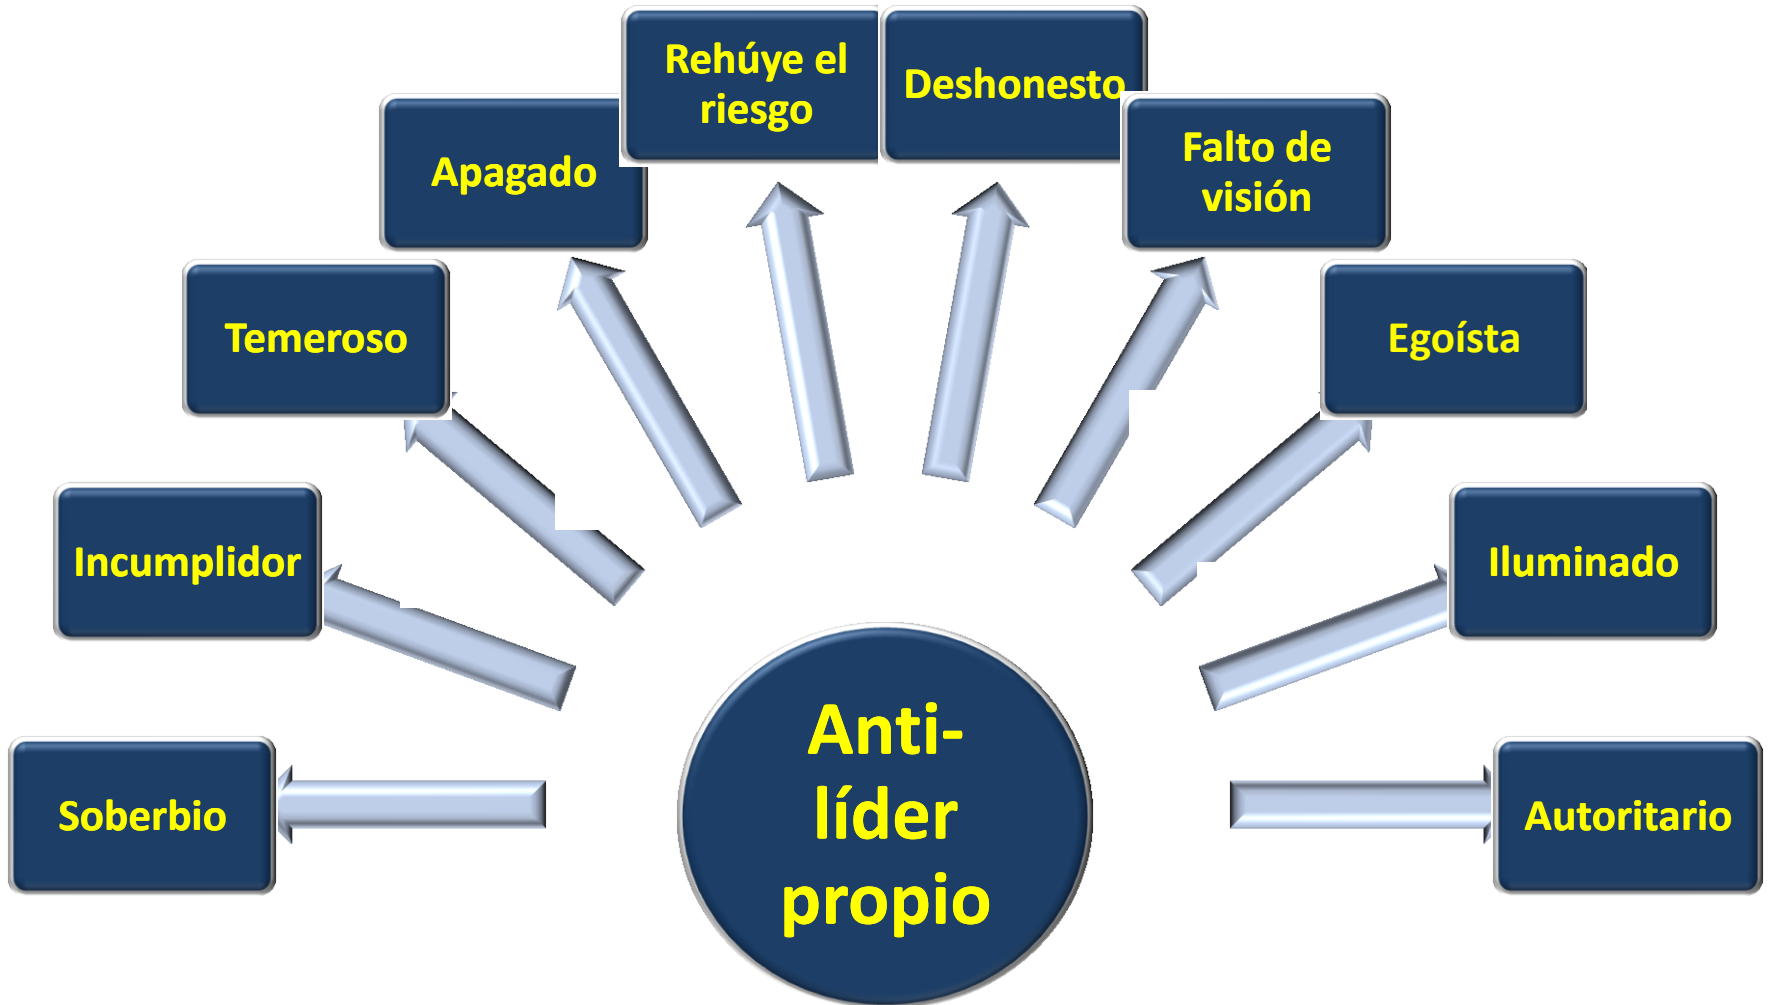 Rehúye el
riesgo
Deshonesto
Apagado
Falto de
visión
Temeroso
Egoísta
Incumplidor
Iluminado
Soberbio
Autoritario
Anti-
líder
propio